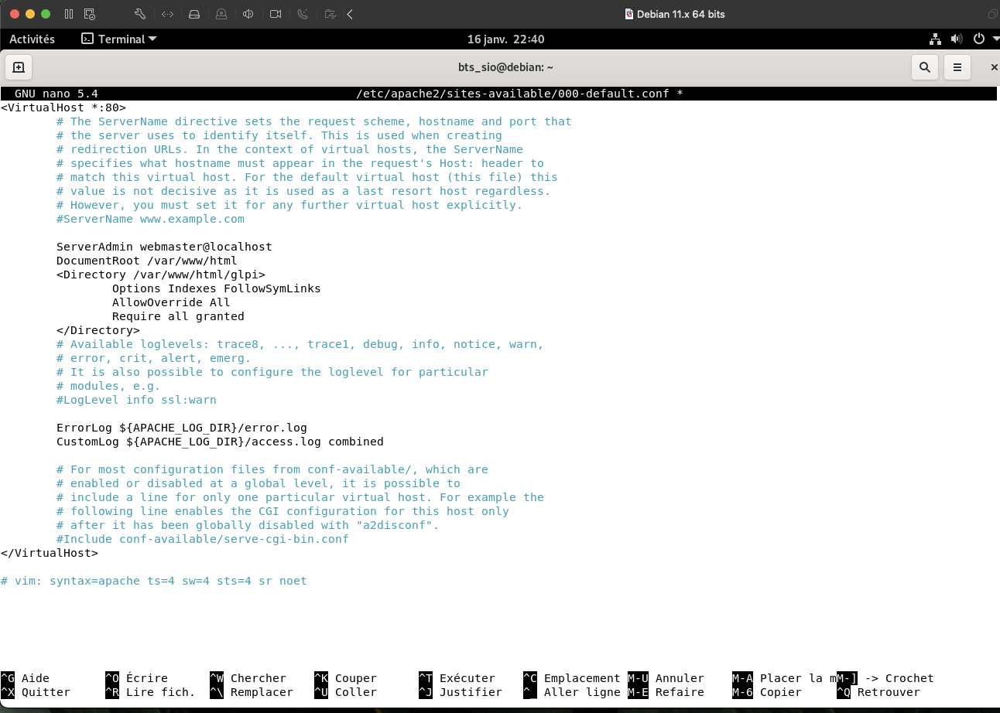 Debian 11.x 64 bits
Activités Terminal 16 janv. 22:40
bts_sio@debian: ~
GNU nano 5.4 /etc/apache2/sites-available/000-default.conf *
<VirtualHost *:80>
# The ServerName directive sets the request scheme, hostname and port that
# the server uses to identify itself. This is used when creating
# redirection URLs. In the context of virtual hosts, the ServerName
# specifies what hostname must appear in the request's Host: header to
# match this virtual host. For the default virtual host (this file) this
# value is not decisive as it is used as a last resort host regardless.
# However, you must set it for any further virtual host explicitly.
#ServerName www.example.com
ServerAdmin webmaster@localhost
DocumentRoot /var/www/html
<Directory /var/www/html/glpi>
Options Indexes FollowSymLinks
AllowOverride All
Require all granted
</Directory>
# Available loglevels: trace8, ..., trace1, debug, info, notice, warn,
# error, crit, alert, emerg.
# It is also possible to configure the loglevel for particular
# modules, e.g.
#LogLevel info ssl:warn
ErrorLog ${APACHE_LOG_DIR}/error.log
CustomLog ${APACHE_LOG_DIR}/access.log combined
# For most configuration files from conf-available/, which are
# enabled or disabled at a global level, it is possible to
# include a line for only one particular virtual host. For example the
# following line enables the CGI configuration for this host only
# after it has been globally disabled with "a2disconf".
#Include conf-available/serve-cgi-bin.conf
</VirtualHost>
# vim: syntax=apache ts=4 sw=4 sts=4 sr noet
^G Aide ^O Écrire ^W Chercher ^K Couper ^T Exécuter ^C Emplacement M-U Annuler M-A Placer la mM-] -> Crochet
^X Quitter ^R Lire fich. ^\ Remplacer ^U Coller ^J Justifier ^_ Aller ligne M-E Refaire M-6 Copier ^Q Retrouver